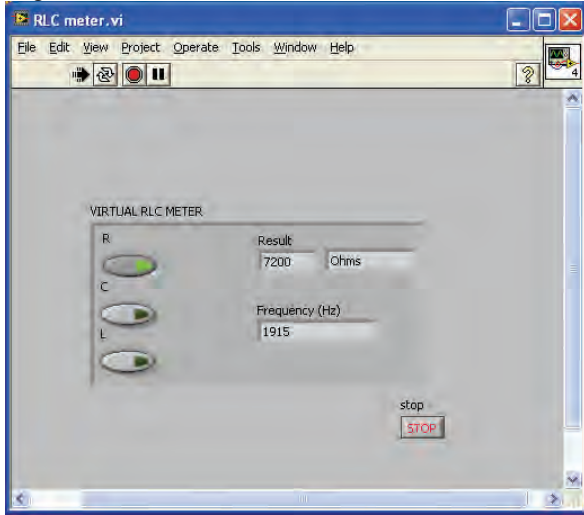 RLC meter.vi
File Edit View Project Operate Tools Window Help
4
VIRTUAL RLC METER
R
Result
7200 Ohms
C
Frequency (Hz)
1915
L
stop
STOP